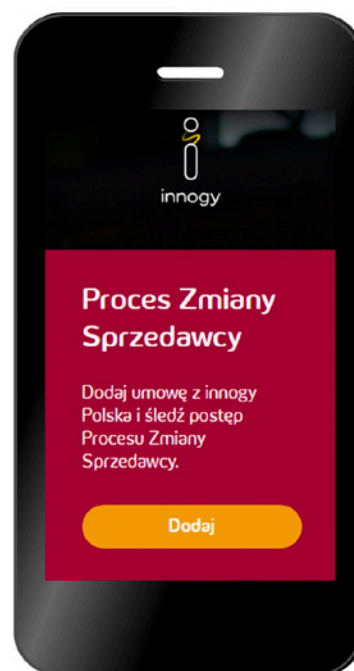 innogy
Proces Zmiany
Sprzedawcy
Dodaj umowę z innogy
Polska i śledź postęp
Procesu Zmiany
Sprzedawcy.
Dodaj